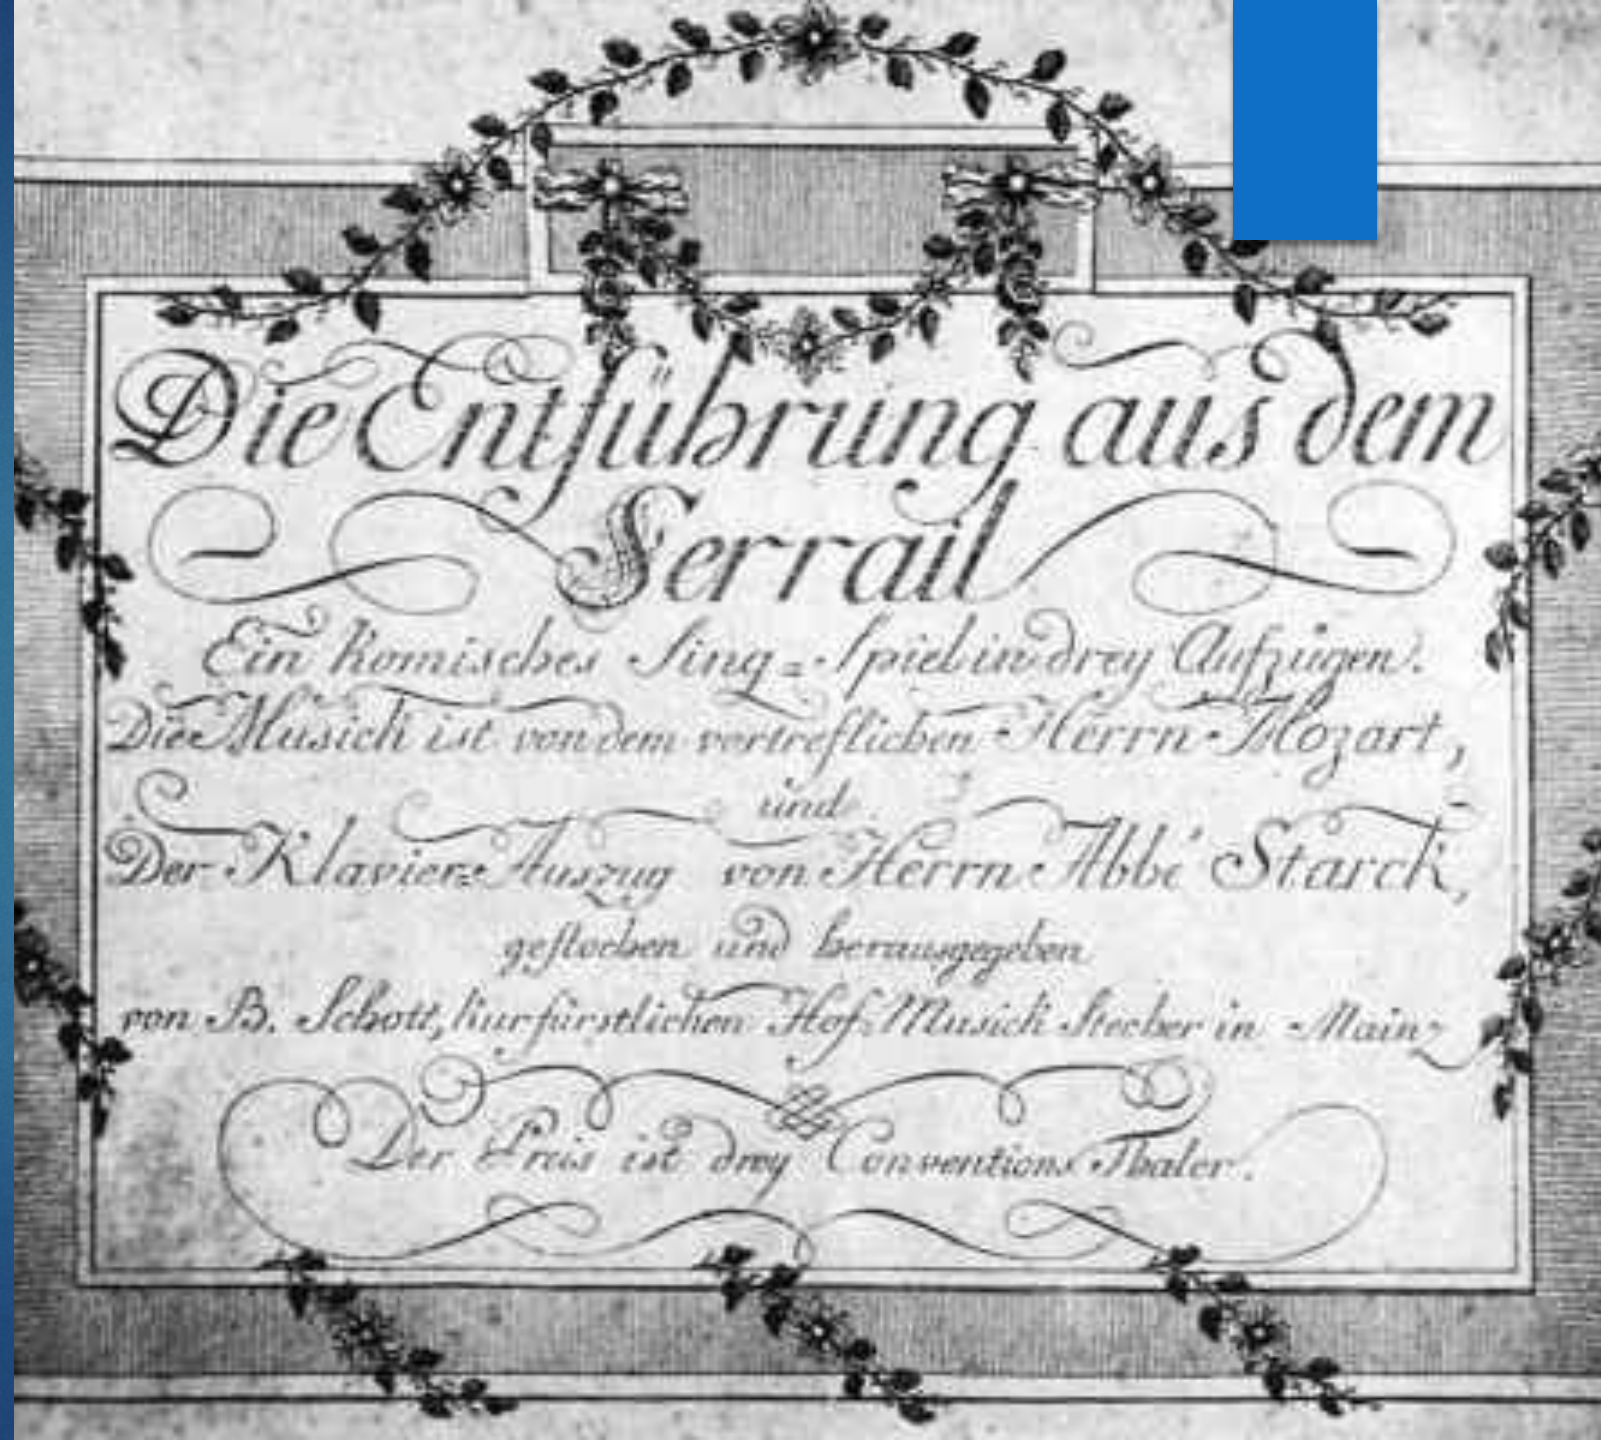 Die Entführung aus dem
Serrail
Ein komisches Sing=Spiel in drey Aufzügen.
Die Musick ist von dem vortreflichen Herrn Mozart,
und
Der Klavier=Auszug von Herrn Abbé Starck,
gestochen und herausgegeben
von B. Schott, kurfürstlichen Hof=Musick Stecher in Mainz
Der Preis ist drey Conventions Thaler.